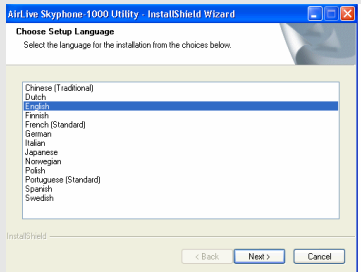 AirLive Skyphone-1000 Utility - InstallShield Wizard
Choose Setup Language
Select the language for the installation from the choices below.
Chinese (Traditional)
Dutch
English
Finnish
French (Standard)
German
Italian
Japanese
Norwegian
Polish
Portuguese (Standard)
Spanish
Swedish
InstallShield
< Back
Next >
Cancel